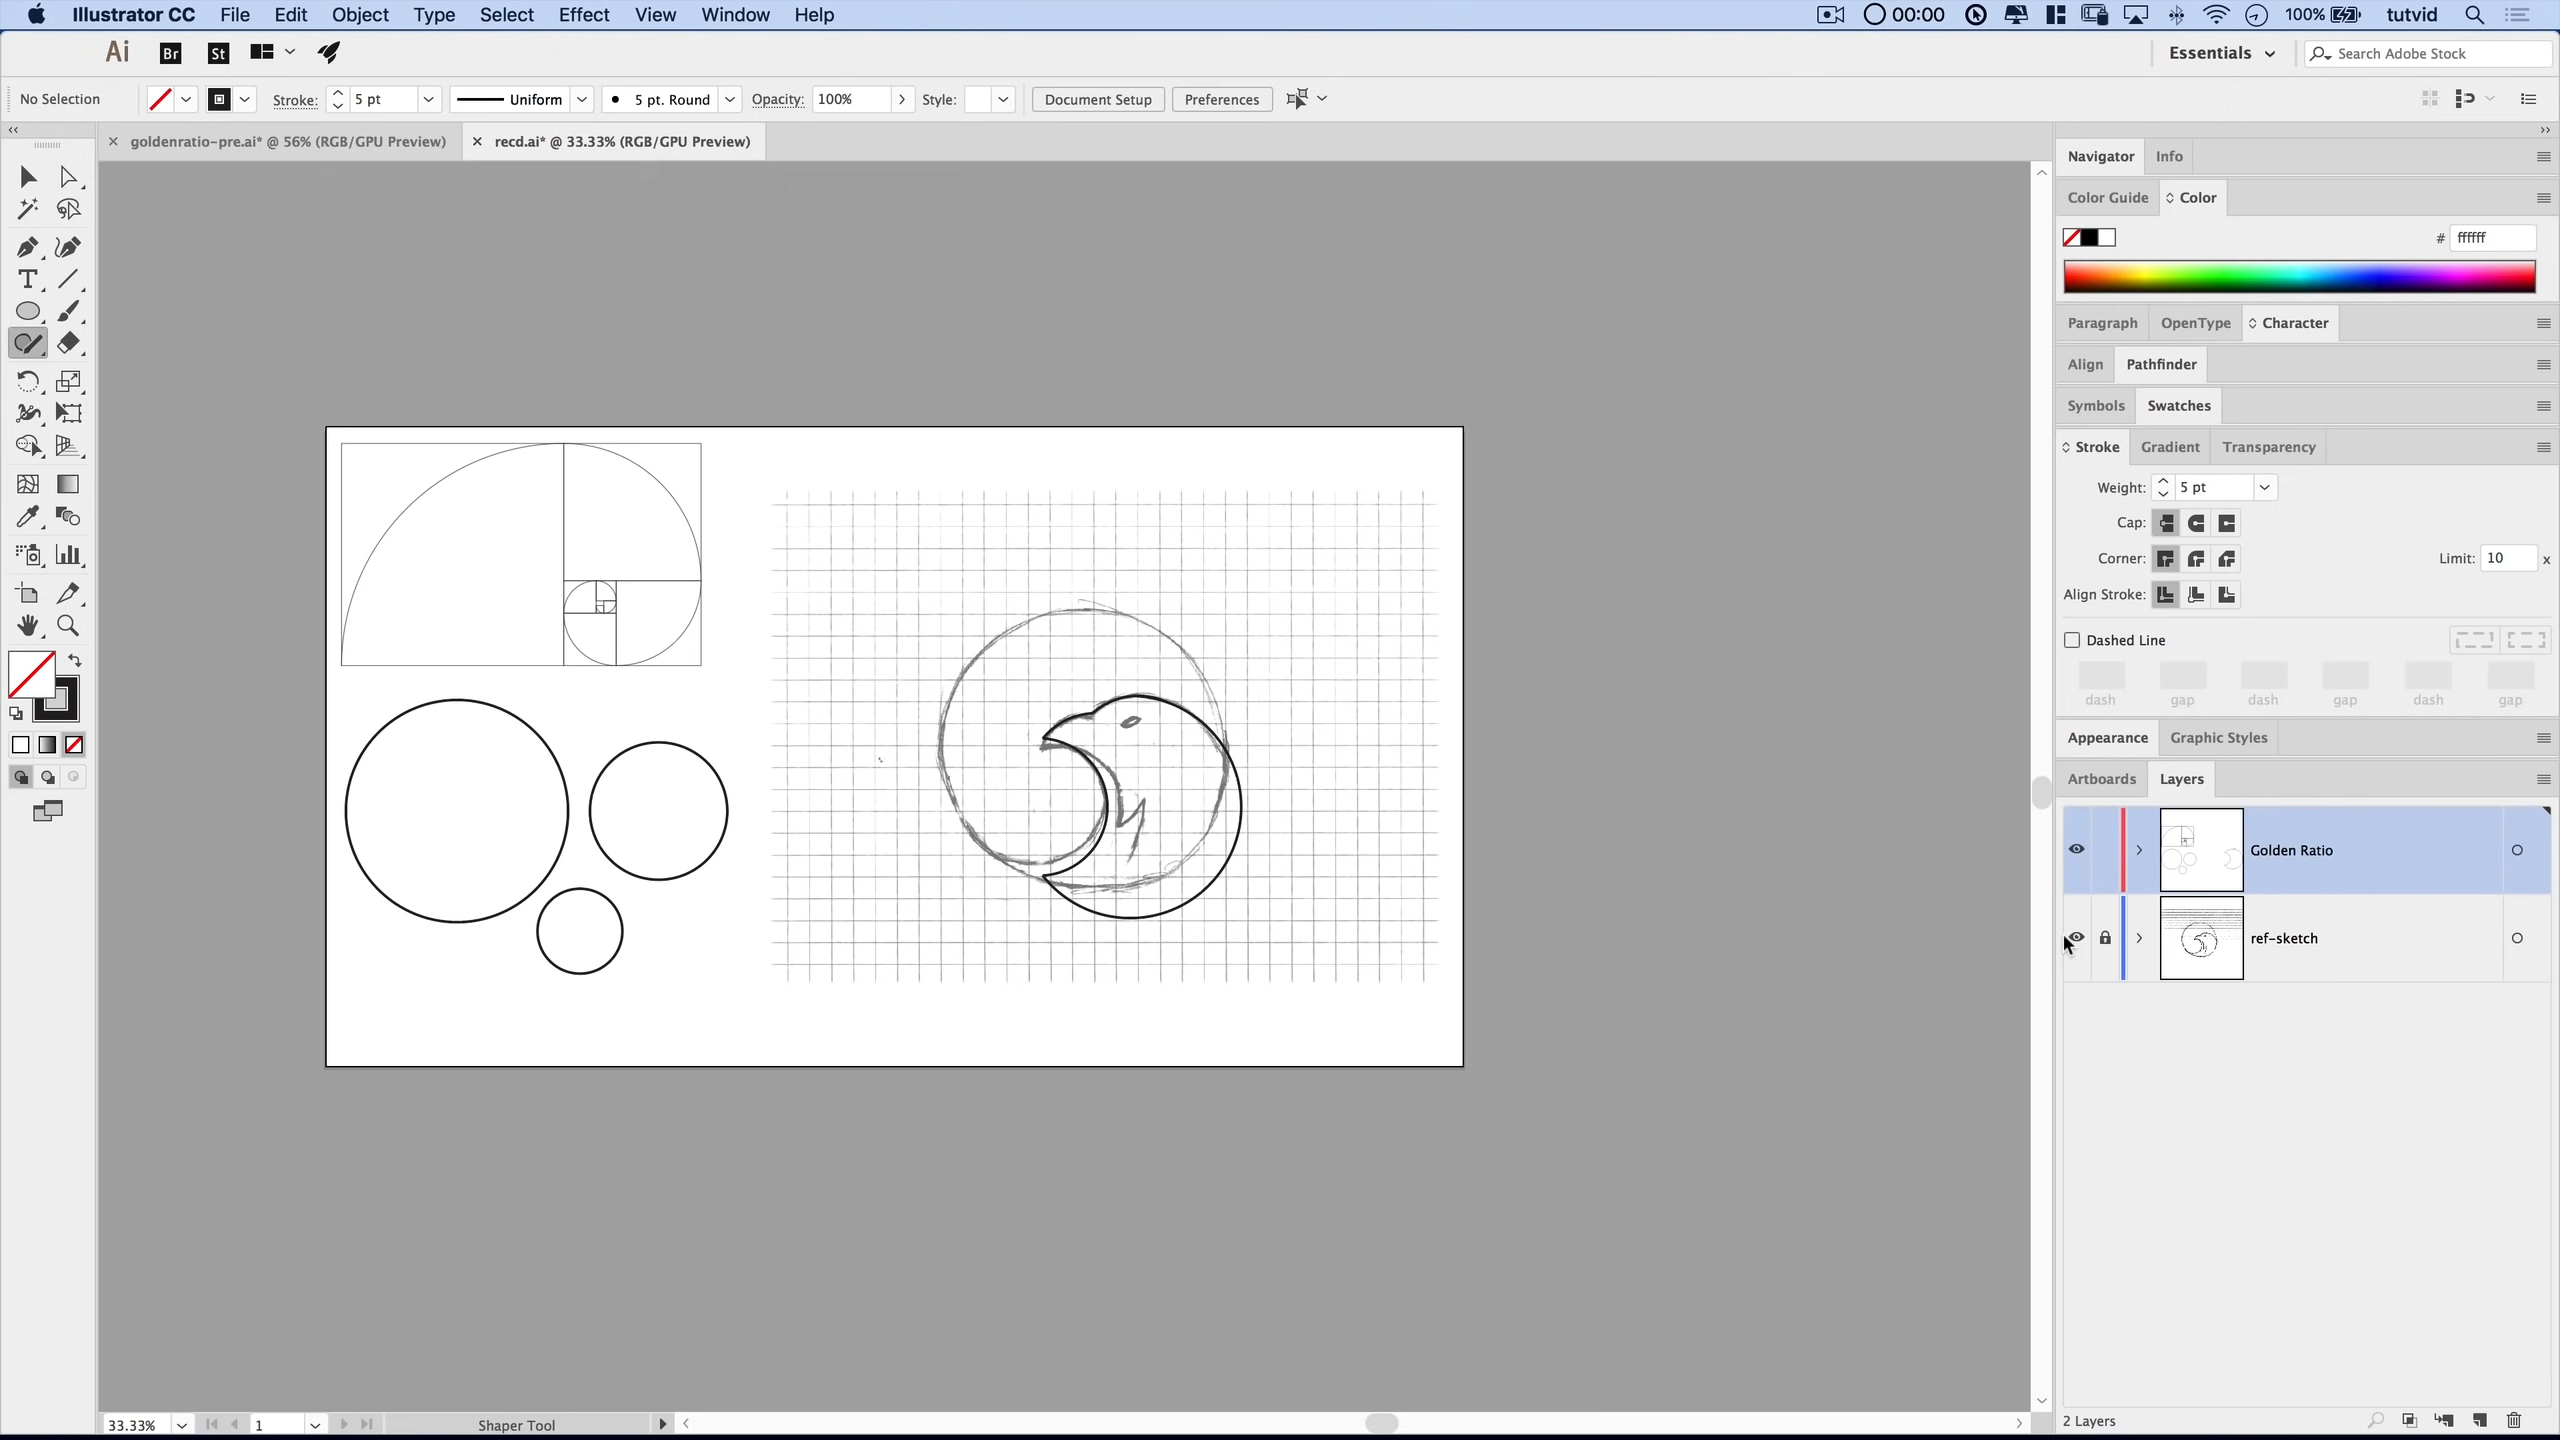 Illustrator CC File Edit Object Type Select Effect View Window Help 00:00 100% tutvid
Ai Br St Essentials Search Adobe Stock
No Selection Stroke: 5 pt Uniform 5 pt. Round Opacity: 100% Style: Document Setup Preferences
goldenratio-pre.ai* @ 56% (RGB/GPU Preview) recd.ai* @ 33.33% (RGB/GPU Preview)
Navigator Info
Color Guide Color
# ffffff
Paragraph OpenType Character
Align Pathfinder
Symbols Swatches
Stroke Gradient Transparency
Weight: 5 pt
Cap:
Corner: Limit: 10 x
Align Stroke:
Dashed Line
dash gap dash gap dash gap
Appearance Graphic Styles
Artboards Layers
Golden Ratio
ref-sketch
2 Layers
33.33% 1 Shaper Tool